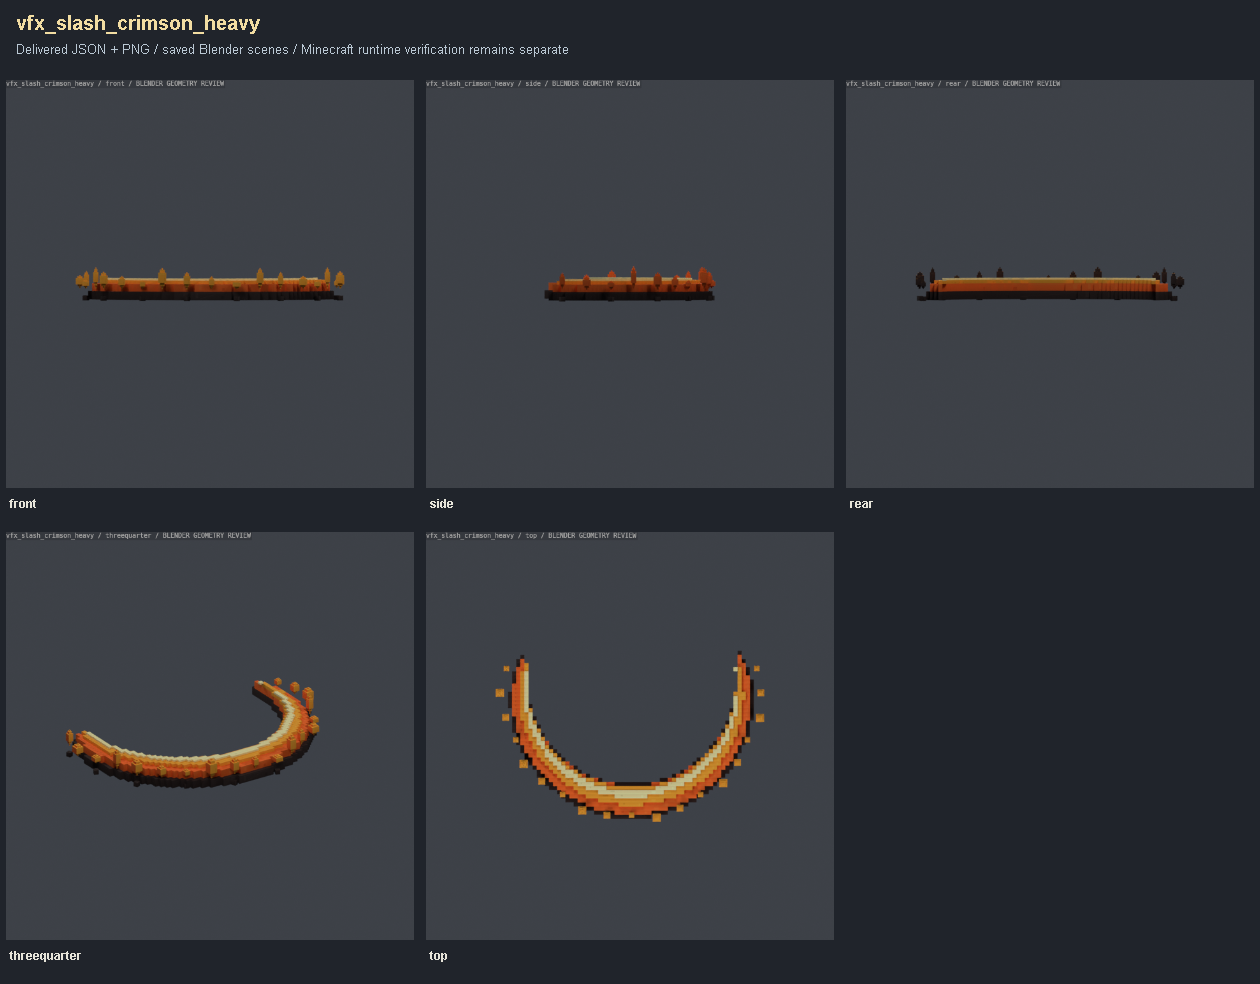 vfx_slash_crimson_heavy
Delivered JSON + PNG / saved Blender scenes / Minecraft runtime verification remains separate
vfx_slash_crimson_heavy / front / BLENDER GEOMETRY REVIEW
vfx_slash_crimson_heavy / side / BLENDER GEOMETRY REVIEW
vfx_slash_crimson_heavy / rear / BLENDER GEOMETRY REVIEW
front
side
rear
vfx_slash_crimson_heavy / threequarter / BLENDER GEOMETRY REVIEW
vfx_slash_crimson_heavy / top / BLENDER GEOMETRY REVIEW
threequarter
top